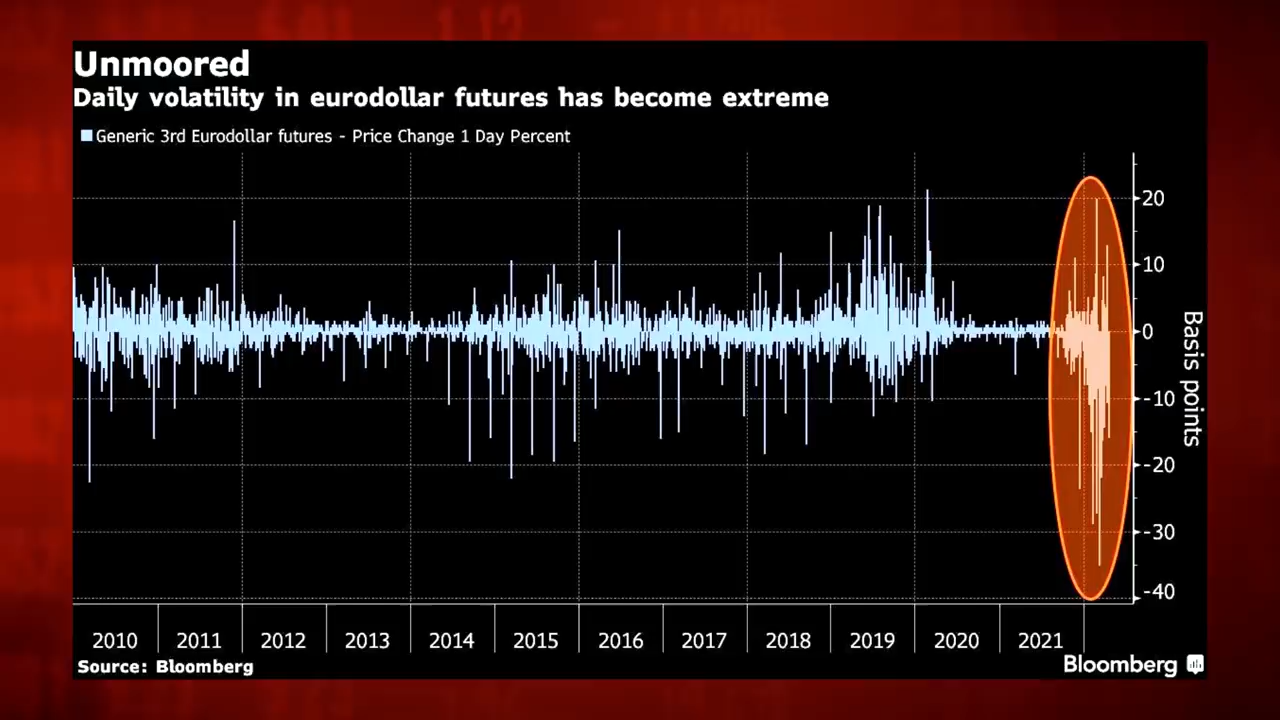 Unmoored
Daily volatility in eurodollar futures has become extreme
Generic 3rd Eurodollar futures - Price Change 1 Day Percent
20
10
0
-10
-20
-30
-40
Basis points
2010 2011 2012 2013 2014 2015 2016 2017 2018 2019 2020 2021
Source: Bloomberg
Bloomberg